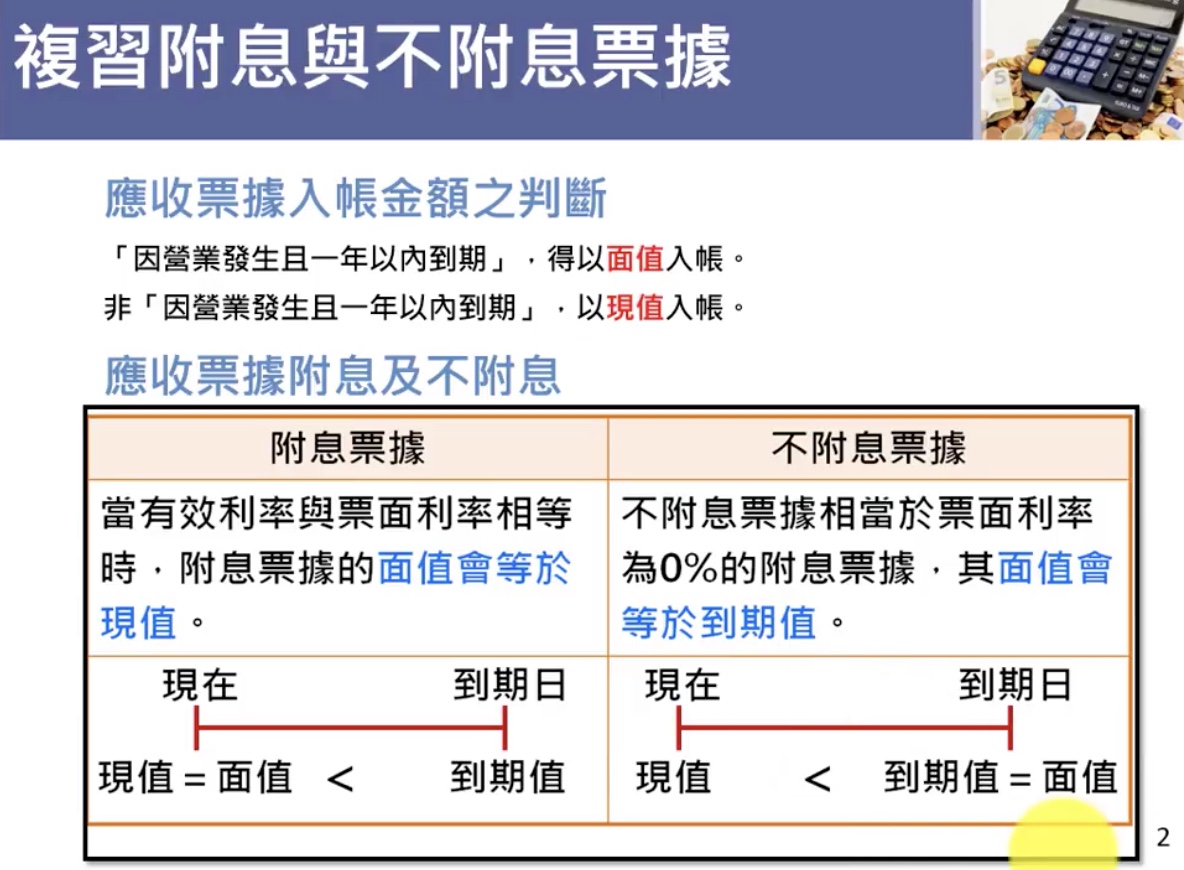 複習附息與不附息票據
應收票據入帳金額之判斷
「因營業發生且一年以內到期」，得以面值入帳。
非「因營業發生且一年以內到期」，以現值入帳。
應收票據附息及不附息
附息票據
不附息票據
當有效利率與票面利率相等
時，附息票據的面值會等於
現值。
不附息票據相當於票面利率
為0%的附息票據，其面值會
等於到期值。
現在 到期日
現值 = 面值 < 到期值
現在 到期日
現值 < 到期值 = 面值
2